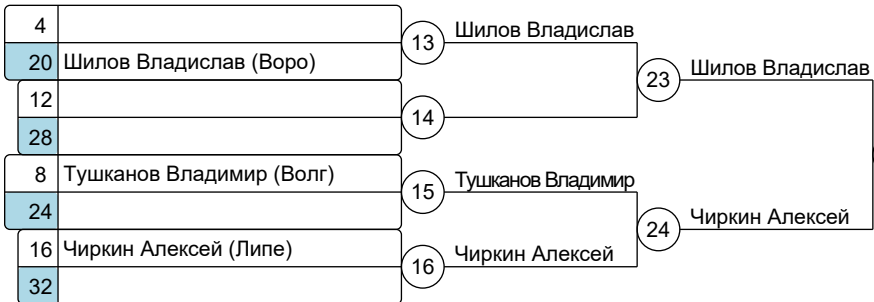 4
13
Шилов Владислав
20 Шилов Владислав (Воро)
23
Шилов Владислав
12
14
28
8 Тушканов Владимир (Волг)
15
Тушканов Владимир
24
24
Чиркин Алексей
16 Чиркин Алексей (Липе)
16
Чиркин Алексей
32